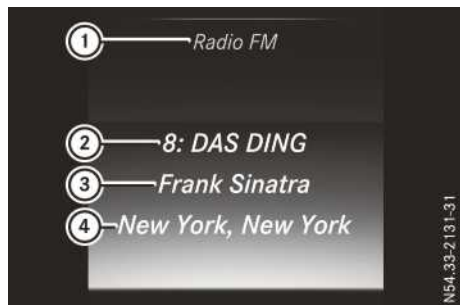 1 Radio FM
2 8: DAS DING
3 Frank Sinatra
4 New York, New York
N54.33-2131-31